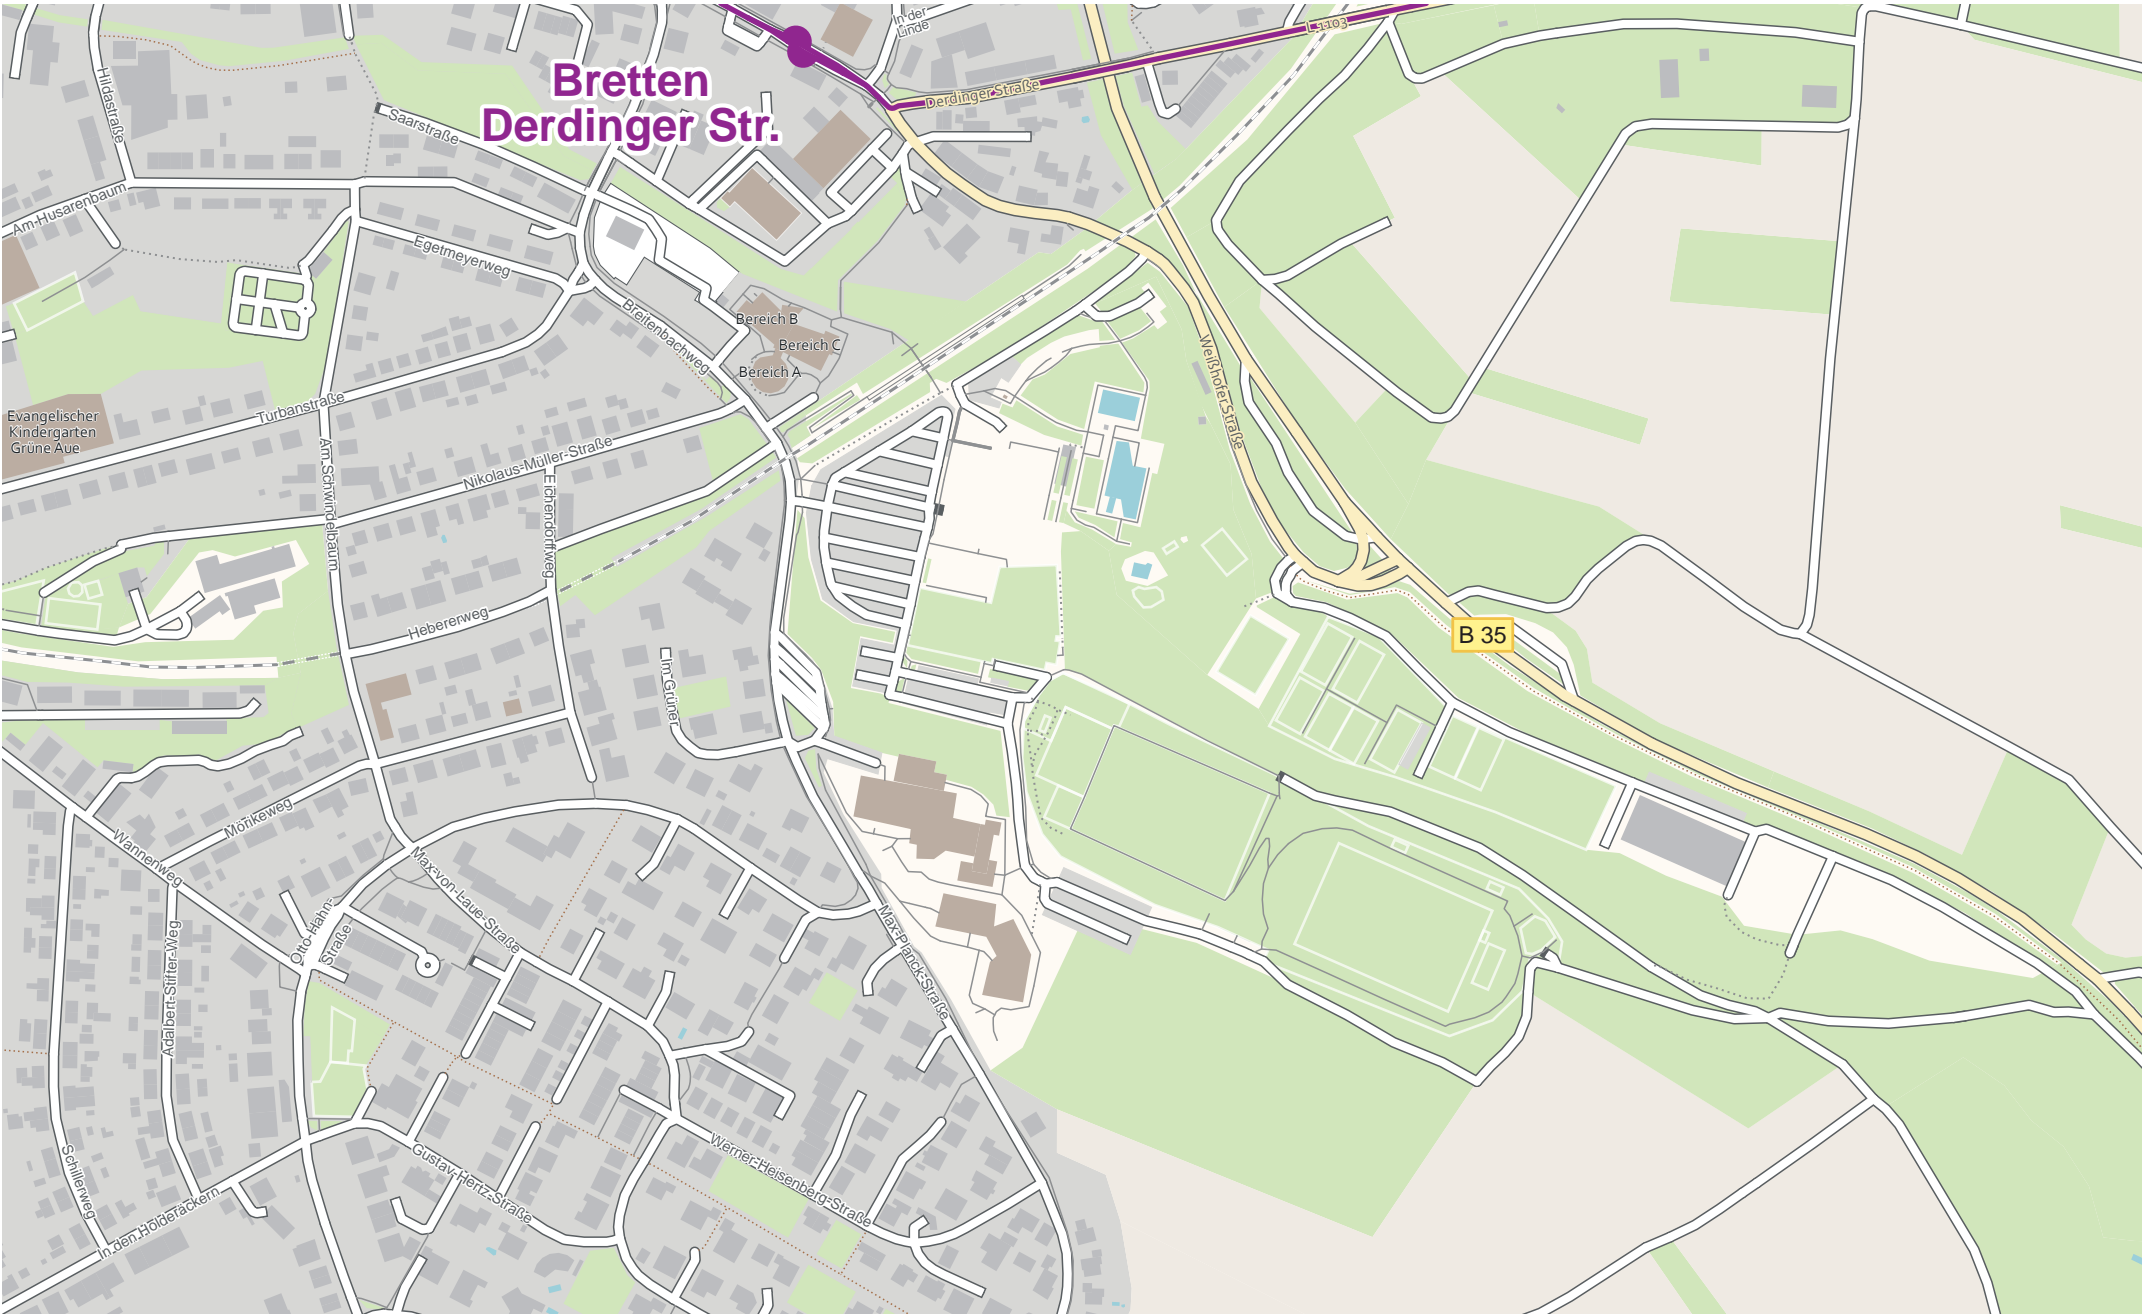 In der
Linde
L 1103
Bretten
Derdinger Str.
Derdinger Straße
Hildastraße
Saarstraße
Am Husarenbaum
Egetmeyerweg
Breitenbachweg
Bereich B
Bereich C
Bereich A
Weißhofer Straße
Evangelischer
Kindergarten
Grüne Aue
Turbanstraße
Am Schwindelbaum
Nikolaus-Müller-Straße
Eichendorffweg
Hebererweg
B 35
Im Grüner
Mörikeweg
Wannenweg
Max-von-Laue-Straße
Otto-Hahn-
Straße
Adalbert-Stifter-Weg
Max-Planck-Straße
Schillerweg
In den Holderäckern
Gustav-Hertz-Straße
Werner-Heisenberg-Straße